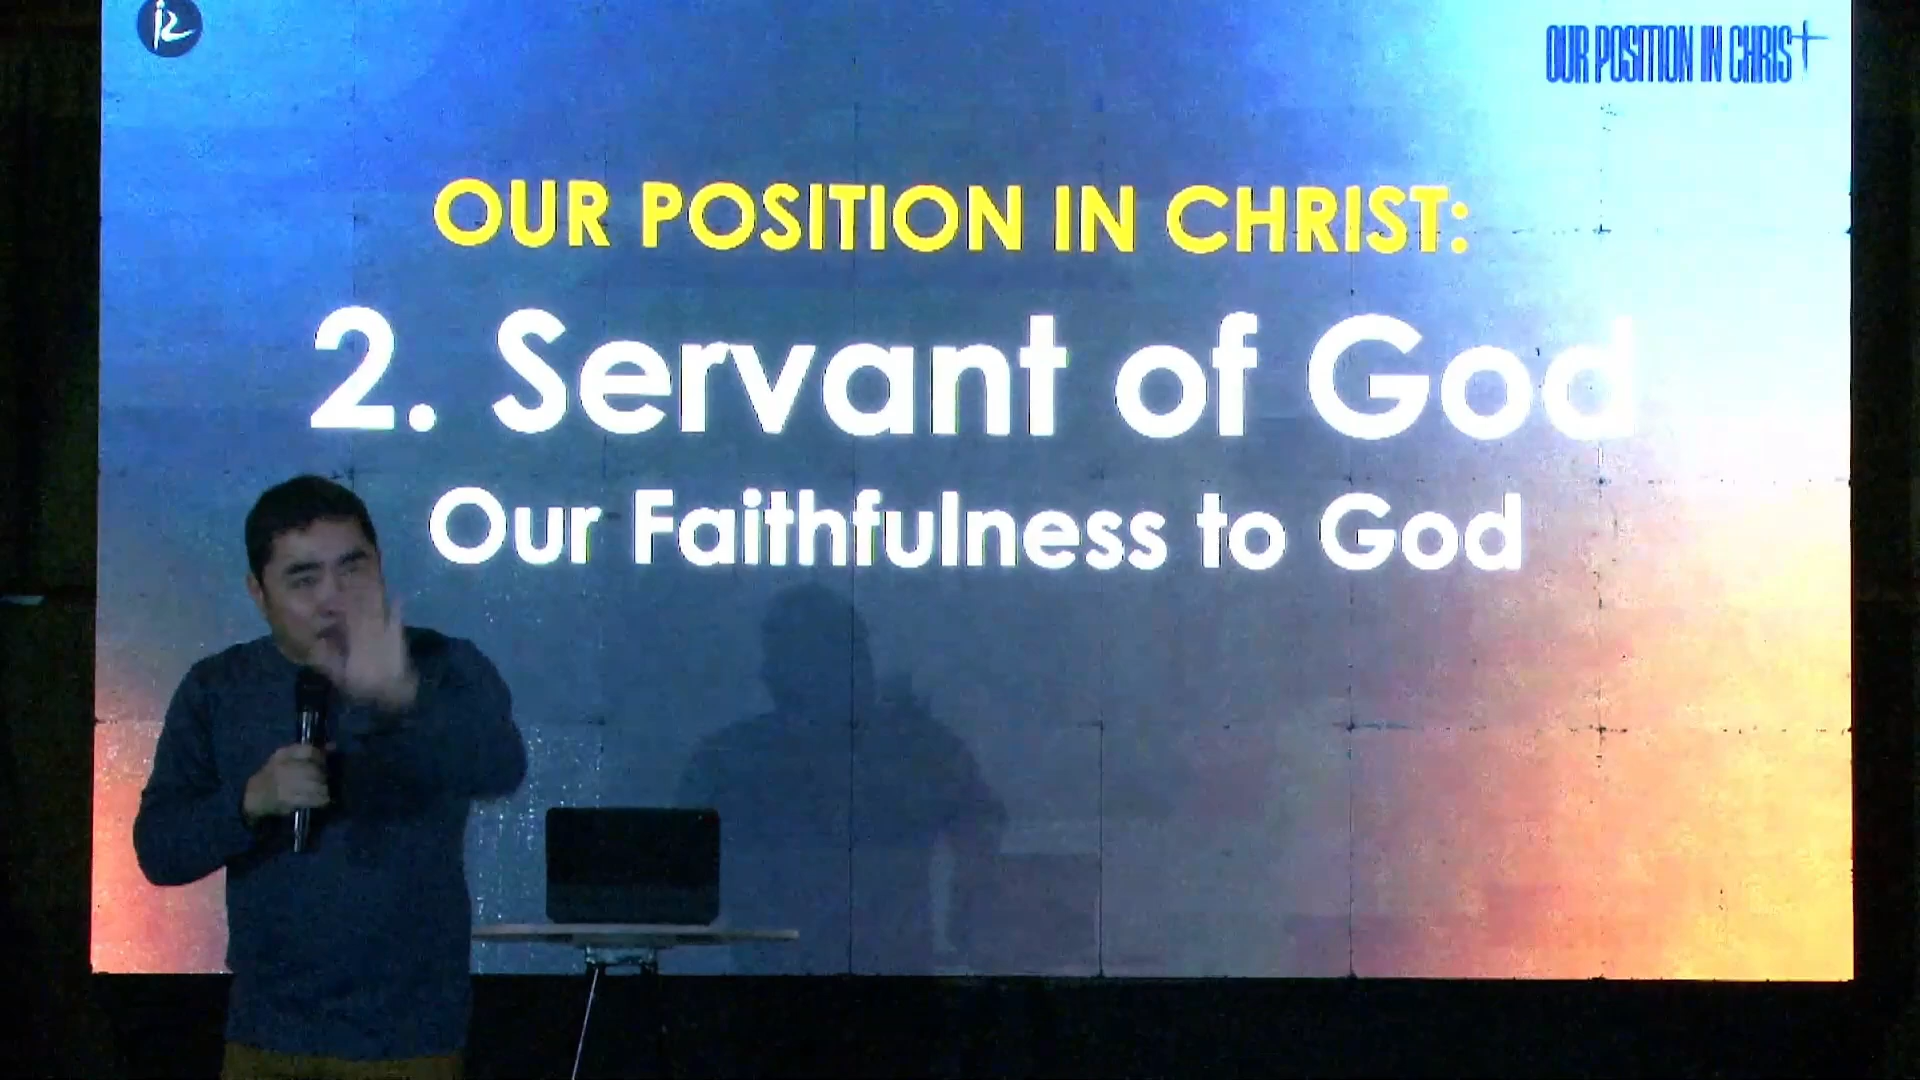 OUR POSITION IN CHRIST
OUR POSITION IN CHRIST:
2. Servant of God
Our Faithfulness to God